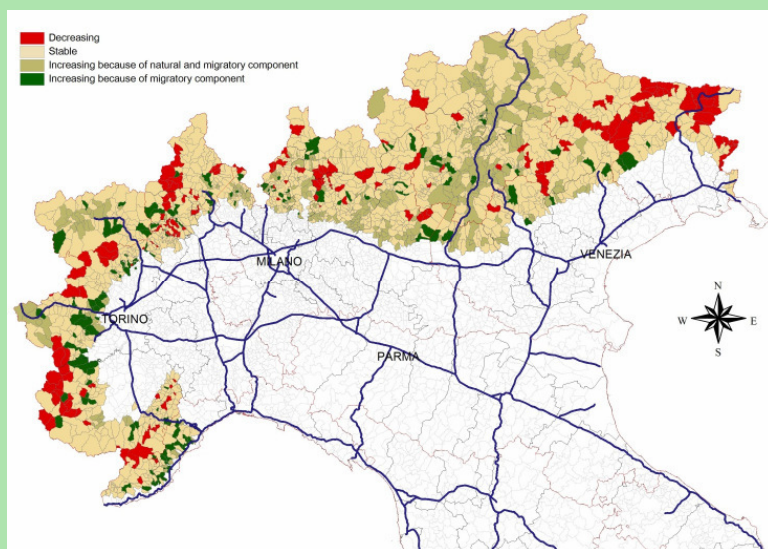 Decreasing
Stable
Increasing because of natural and migratory component
Increasing because of migratory component
MILANO
VENEZIA
TORINO
PARMA
N
W
E
S